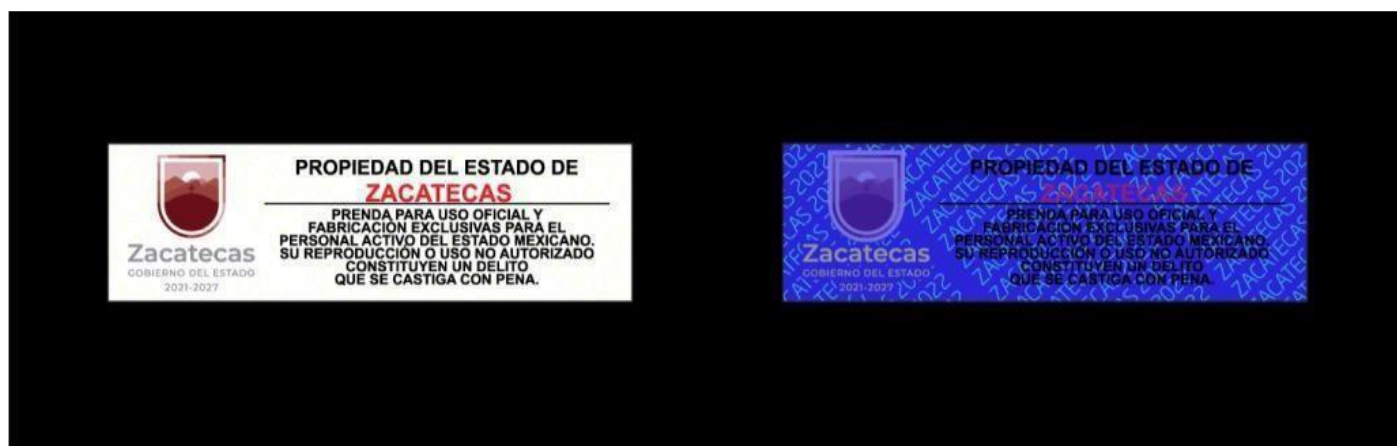 PROPIEDAD DEL ESTADO DE
ZACATECAS
PRENDA PARA USO OFICIAL Y
FABRICACIÓN EXCLUSIVAS PARA EL
PERSONAL ACTIVO DEL ESTADO MEXICANO.
SU REPRODUCCIÓN O USO NO AUTORIZADO
CONSTITUYEN UN DELITO
QUE SE CASTIGA CON PENA.
Zacatecas
GOBIERNO DEL ESTADO
2021-2027
PROPIEDAD DEL ESTADO DE
ZACATECAS
PRENDA PARA USO OFICIAL Y
FABRICACIÓN EXCLUSIVAS PARA EL
PERSONAL ACTIVO DEL ESTADO MEXICANO.
SU REPRODUCCIÓN O USO NO AUTORIZADO
CONSTITUYEN UN DELITO
QUE SE CASTIGA CON PENA.
Zacatecas
GOBIERNO DEL ESTADO
2021-2027
ZACATECAS 2022